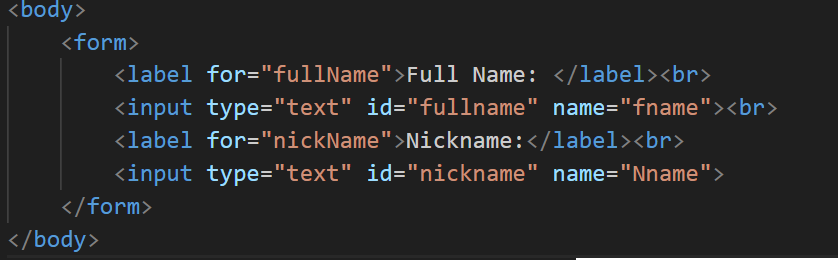 <body>
<form>
<label for="fullName">Full Name: </label><br>
<input type="text" id="fullname" name="fname"><br>
<label for="nickName">Nickname:</label><br>
<input type="text" id="nickname" name="Nname">
</form>
</body>